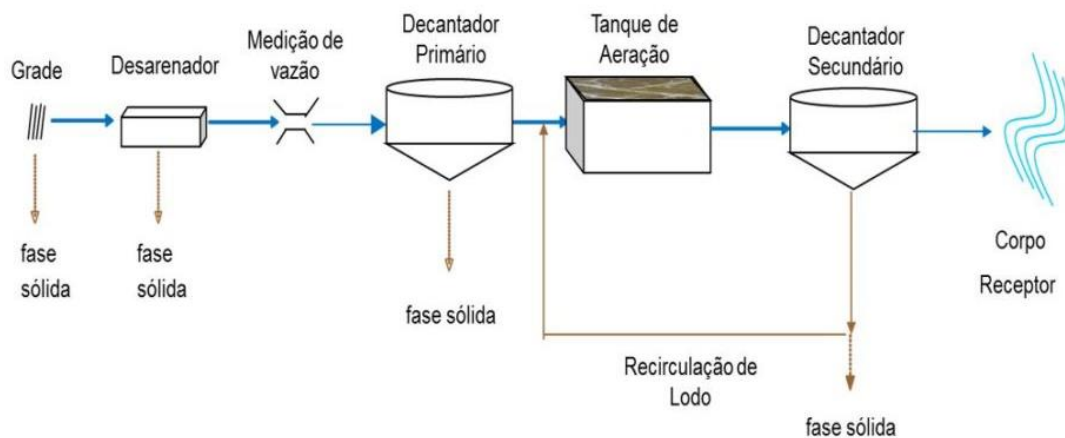 Grade
Desarenador
Medição de
vazão
Decantador
Primário
Tanque de
Aeração
Decantador
Secundário
fase
sólida
fase
sólida
fase sólida
Recirculação de
Lodo
fase sólida
Corpo
Receptor